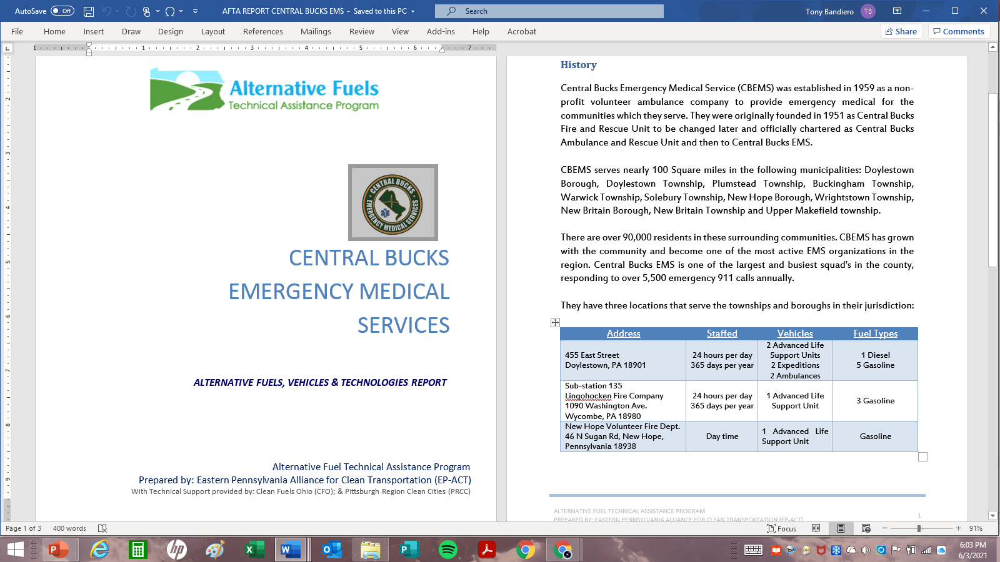 AutoSave Off AFTA REPORT CENTRAL BUCKS EMS - Saved to this PC Search Tony Bandiero TB
File Home Insert Draw Design Layout References Mailings Review View Add-ins Help Acrobat Share Comments
1 1 2 3 4 5 6 7
Alternative Fuels
Technical Assistance Program
CENTRAL BUCKS
EMERGENCY MEDICAL SERVICES
CENTRAL BUCKS
EMERGENCY MEDICAL
SERVICES
ALTERNATIVE FUELS, VEHICLES & TECHNOLOGIES REPORT
Alternative Fuel Technical Assistance Program
Prepared by: Eastern Pennsylvania Alliance for Clean Transportation (EP-ACT)
With Technical Support provided by: Clean Fuels Ohio (CFO); & Pittsburgh Region Clean Cities (PRCC)
History
Central Bucks Emergency Medical Service (CBEMS) was established in 1959 as a non-
profit volunteer ambulance company to provide emergency medical for the
communities which they serve. They were originally founded in 1951 as Central Bucks
Fire and Rescue Unit to be changed later and officially chartered as Central Bucks
Ambulance and Rescue Unit and then to Central Bucks EMS.
CBEMS serves nearly 100 Square miles in the following municipalities: Doylestown
Borough, Doylestown Township, Plumstead Township, Buckingham Township,
Warwick Township, Solebury Township, New Hope Borough, Wrightstown Township,
New Britain Borough, New Britain Township and Upper Makefield township.
There are over 90,000 residents in these surrounding communities. CBEMS has grown
with the community and become one of the most active EMS organizations in the
region. Central Bucks EMS is one of the largest and busiest squad's in the county,
responding to over 5,500 emergency 911 calls annually.
They have three locations that serve the townships and boroughs in their jurisdiction:
Address Staffed Vehicles Fuel Types
455 East Street
Doylestown, PA 18901
24 hours per day
365 days per year
2 Advanced Life
Support Units
2 Expeditions
2 Ambulances
1 Diesel
5 Gasoline
Sub-station 135
Lingohocken Fire Company
1090 Washington Ave.
Wycombe, PA 18980
24 hours per day
365 days per year
1 Advanced Life
Support Unit
3 Gasoline
New Hope Volunteer Fire Dept.
46 N Sugan Rd, New Hope,
Pennsylvania 18938
Day time
1 Advanced Life
Support Unit
Gasoline
ALTERNATIVE FUEL TECHNICAL ASSISTANCE PROGRAM
PREPARED BY: EASTERN PENNSYLVANIA ALLIANCE FOR CLEAN TRANSPORTATION (EP-ACT)
1
Page 1 of 3 400 words Focus 91%
6:03 PM
6/3/2021